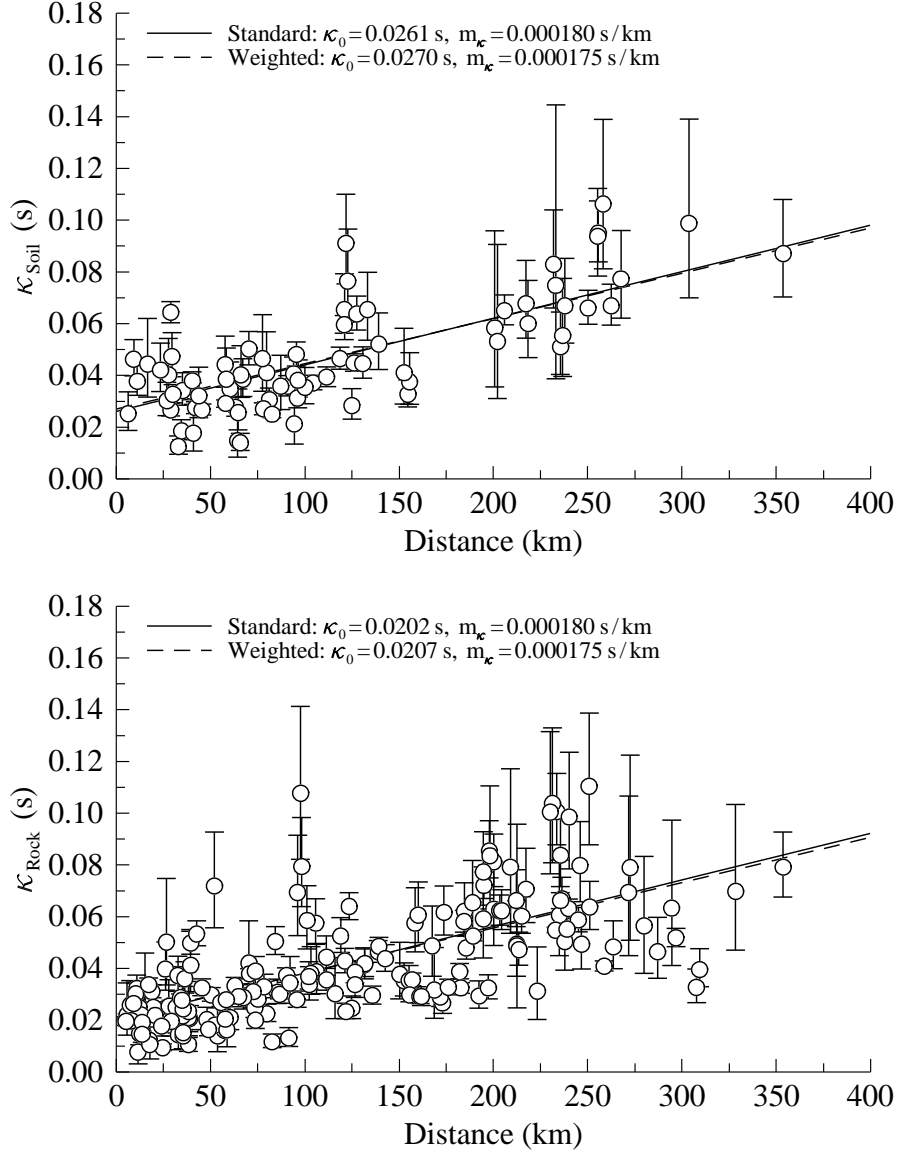 Standard: κ₀=0.0261 s, mκ=0.000180 s/km
Weighted: κ₀=0.0270 s, mκ=0.000175 s/km
0.18
0.16
0.14
0.12
0.10
0.08
0.06
0.04
0.02
0.00
κSoil (s)
0 50 100 150 200 250 300 350 400
Distance (km)
Standard: κ₀=0.0202 s, mκ=0.000180 s/km
Weighted: κ₀=0.0207 s, mκ=0.000175 s/km
0.18
0.16
0.14
0.12
0.10
0.08
0.06
0.04
0.02
0.00
κRock (s)
0 50 100 150 200 250 300 350 400
Distance (km)